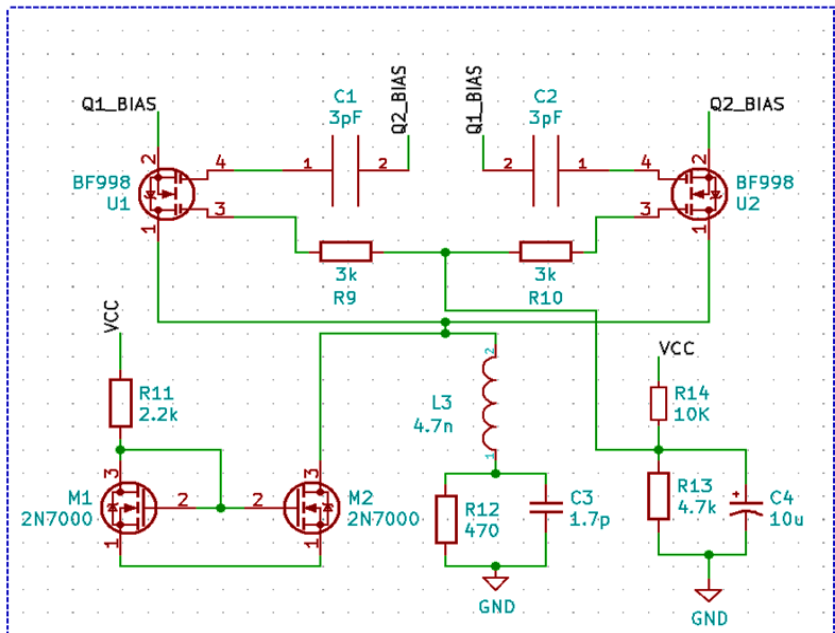 Q1_BIAS
C1
3pF
Q2_BIAS
Q1_BIAS
C2
3pF
Q2_BIAS
2
4
1
2
2
1
4
2
BF998
U1
BF998
U2
3
3
1
1
3k
R9
3k
R10
VCC
VCC
2
R11
2.2k
L3
4.7n
R14
10K
1
3
3
M1
2N7000
2
2
M2
2N7000
R12
470
C3
1.7p
R13
4.7k
+
C4
10u
1
1
GND
GND